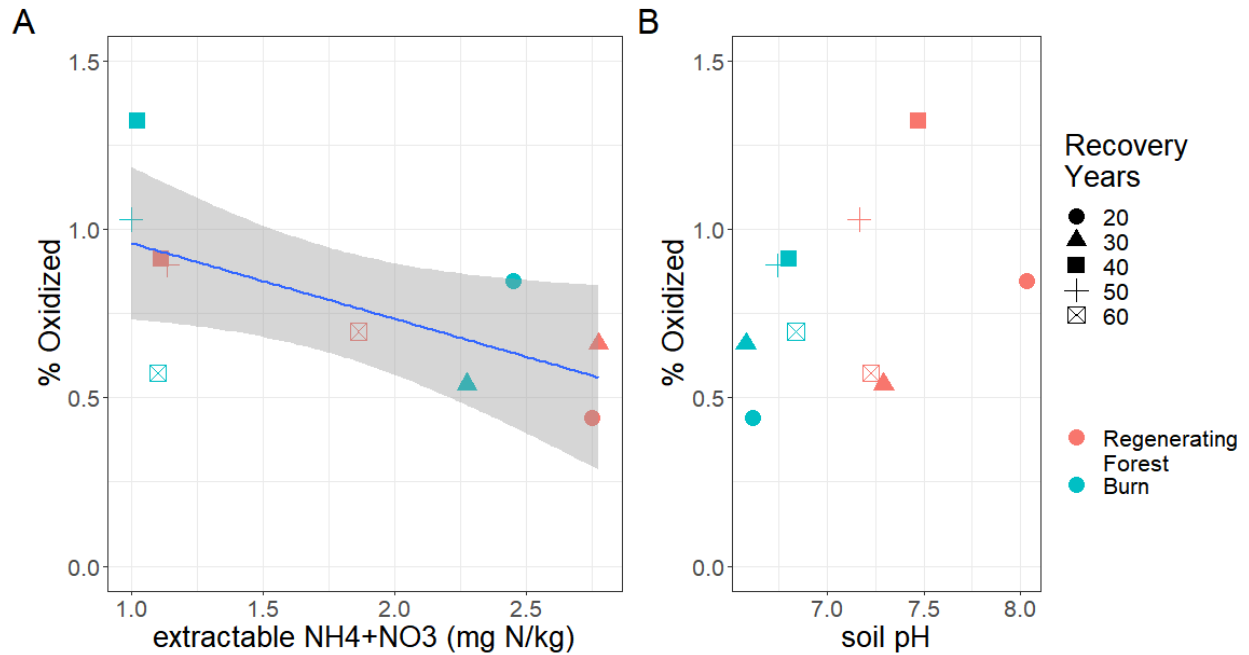 A
1.5
1.0
0.5
0.0
% Oxidized
1.0
1.5
2.0
2.5
extractable NH4+NO3 (mg N/kg)
B
1.5
1.0
0.5
0.0
% Oxidized
7.0
7.5
8.0
soil pH
Recovery
Years
20
30
40
50
60
Regenerating
Forest
Burn